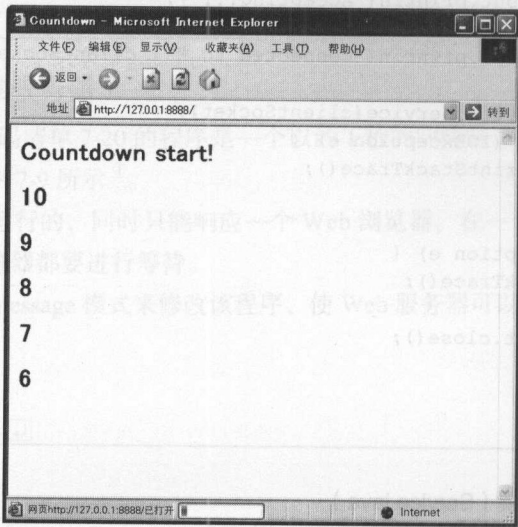 Countdown - Microsoft Internet Explorer
文件(F) 编辑(E) 显示(V) 收藏夹(A) 工具(T) 帮助(H)
返回
地址 http://127.0.0.1:8888/ 转到
Countdown start!
10
9
8
7
6
网页http://127.0.0.1:8888/已打开 Internet